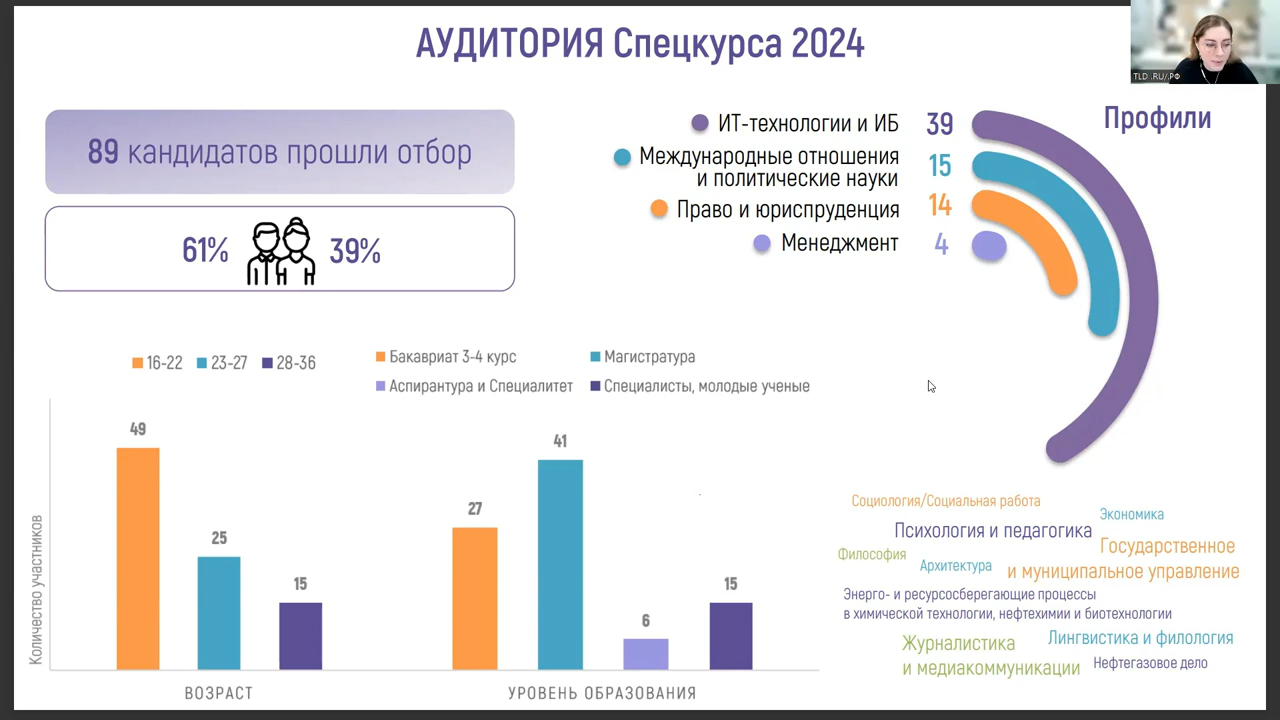 АУДИТОРИЯ Спецкурса 2024
TLD .RU/.РФ
89 кандидатов прошли отбор
61% 39%
Профили
ИТ-технологии и ИБ 39
Международные отношения
и политические науки 15
Право и юриспруденция 14
Менеджмент 4
16-22 23-27 28-36
Бакавриат 3-4 курс Магистратура
Аспирантура и Специалитет Специалисты, молодые ученые
Количество участников
49
25
15
ВОЗРАСТ
27
41
6
15
УРОВЕНЬ ОБРАЗОВАНИЯ
Социология/Социальная работа
Экономика
Психология и педагогика
Государственное
и муниципальное управление
Философия
Архитектура
Энерго- и ресурсосберегающие процессы
в химической технологии, нефтехимии и биотехнологии
Журналистика
и медиакоммуникации
Лингвистика и филология
Нефтегазовое дело